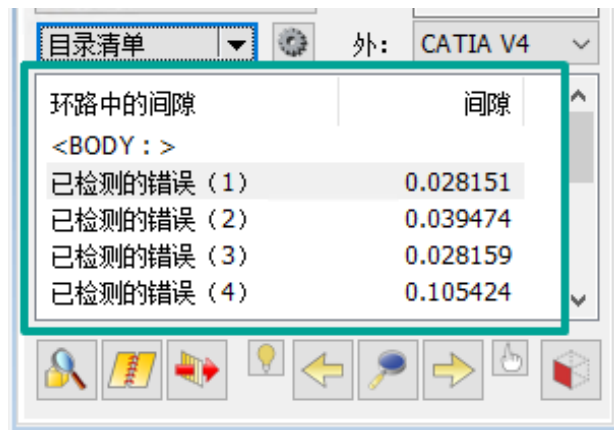 目录清单 外: CATIA V4
环路中的间隙 间隙
<BODY : >
已检测的错误（1） 0.028151
已检测的错误（2） 0.039474
已检测的错误（3） 0.028159
已检测的错误（4） 0.105424